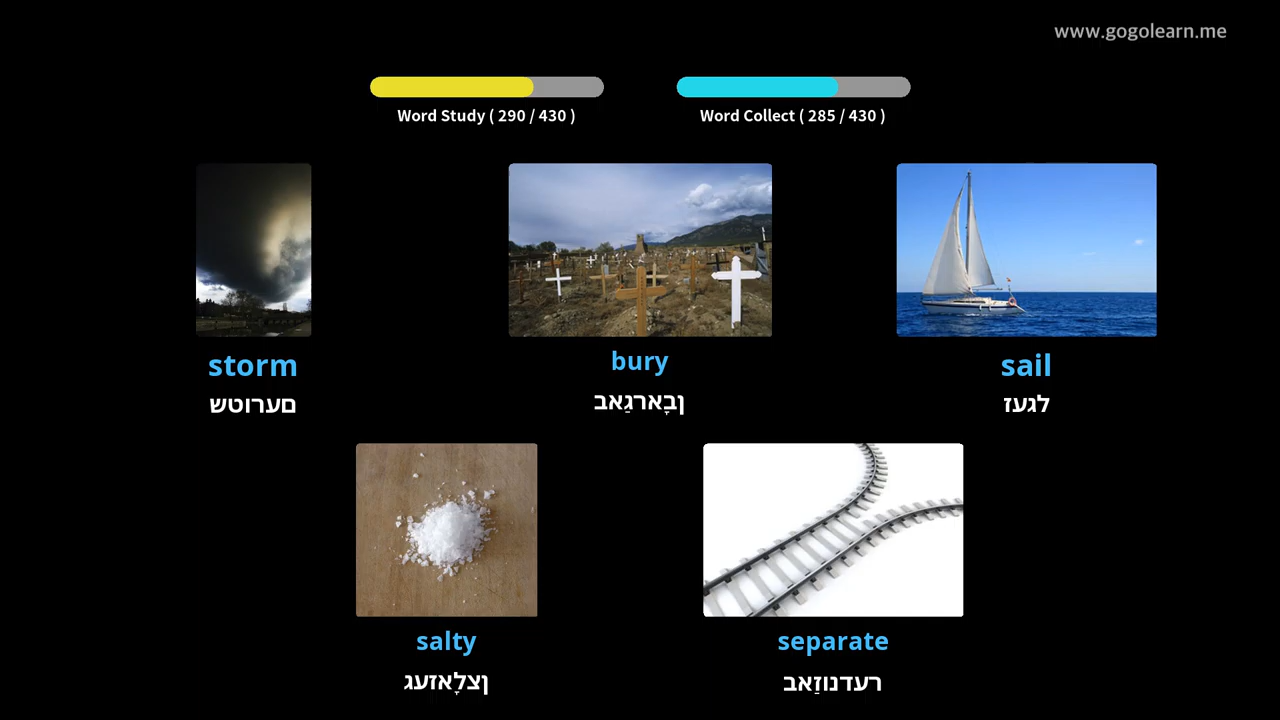 www.gogolearn.me
Word Study ( 290 / 430 )
Word Collect ( 285 / 430 )
storm
שטורעם
bury
באַגראָבן
sail
זעגל
salty
געזאָלצן
separate
באַזונדער